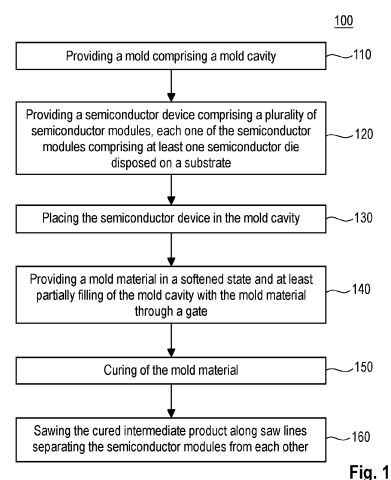 100
Providing a mold comprising a mold cavity
110
Providing a semiconductor device comprising a plurality of
semiconductor modules, each one of the semiconductor
modules comprising at least one semiconductor die
disposed on a substrate
120
Placing the semiconductor device in the mold cavity
130
Providing a mold material in a softened state and at least
partially filling of the mold cavity with the mold material
through a gate
140
Curing of the mold material
150
Sawing the cured intermediate product along saw lines
separating the semiconductor modules from each other
160
Fig. 1